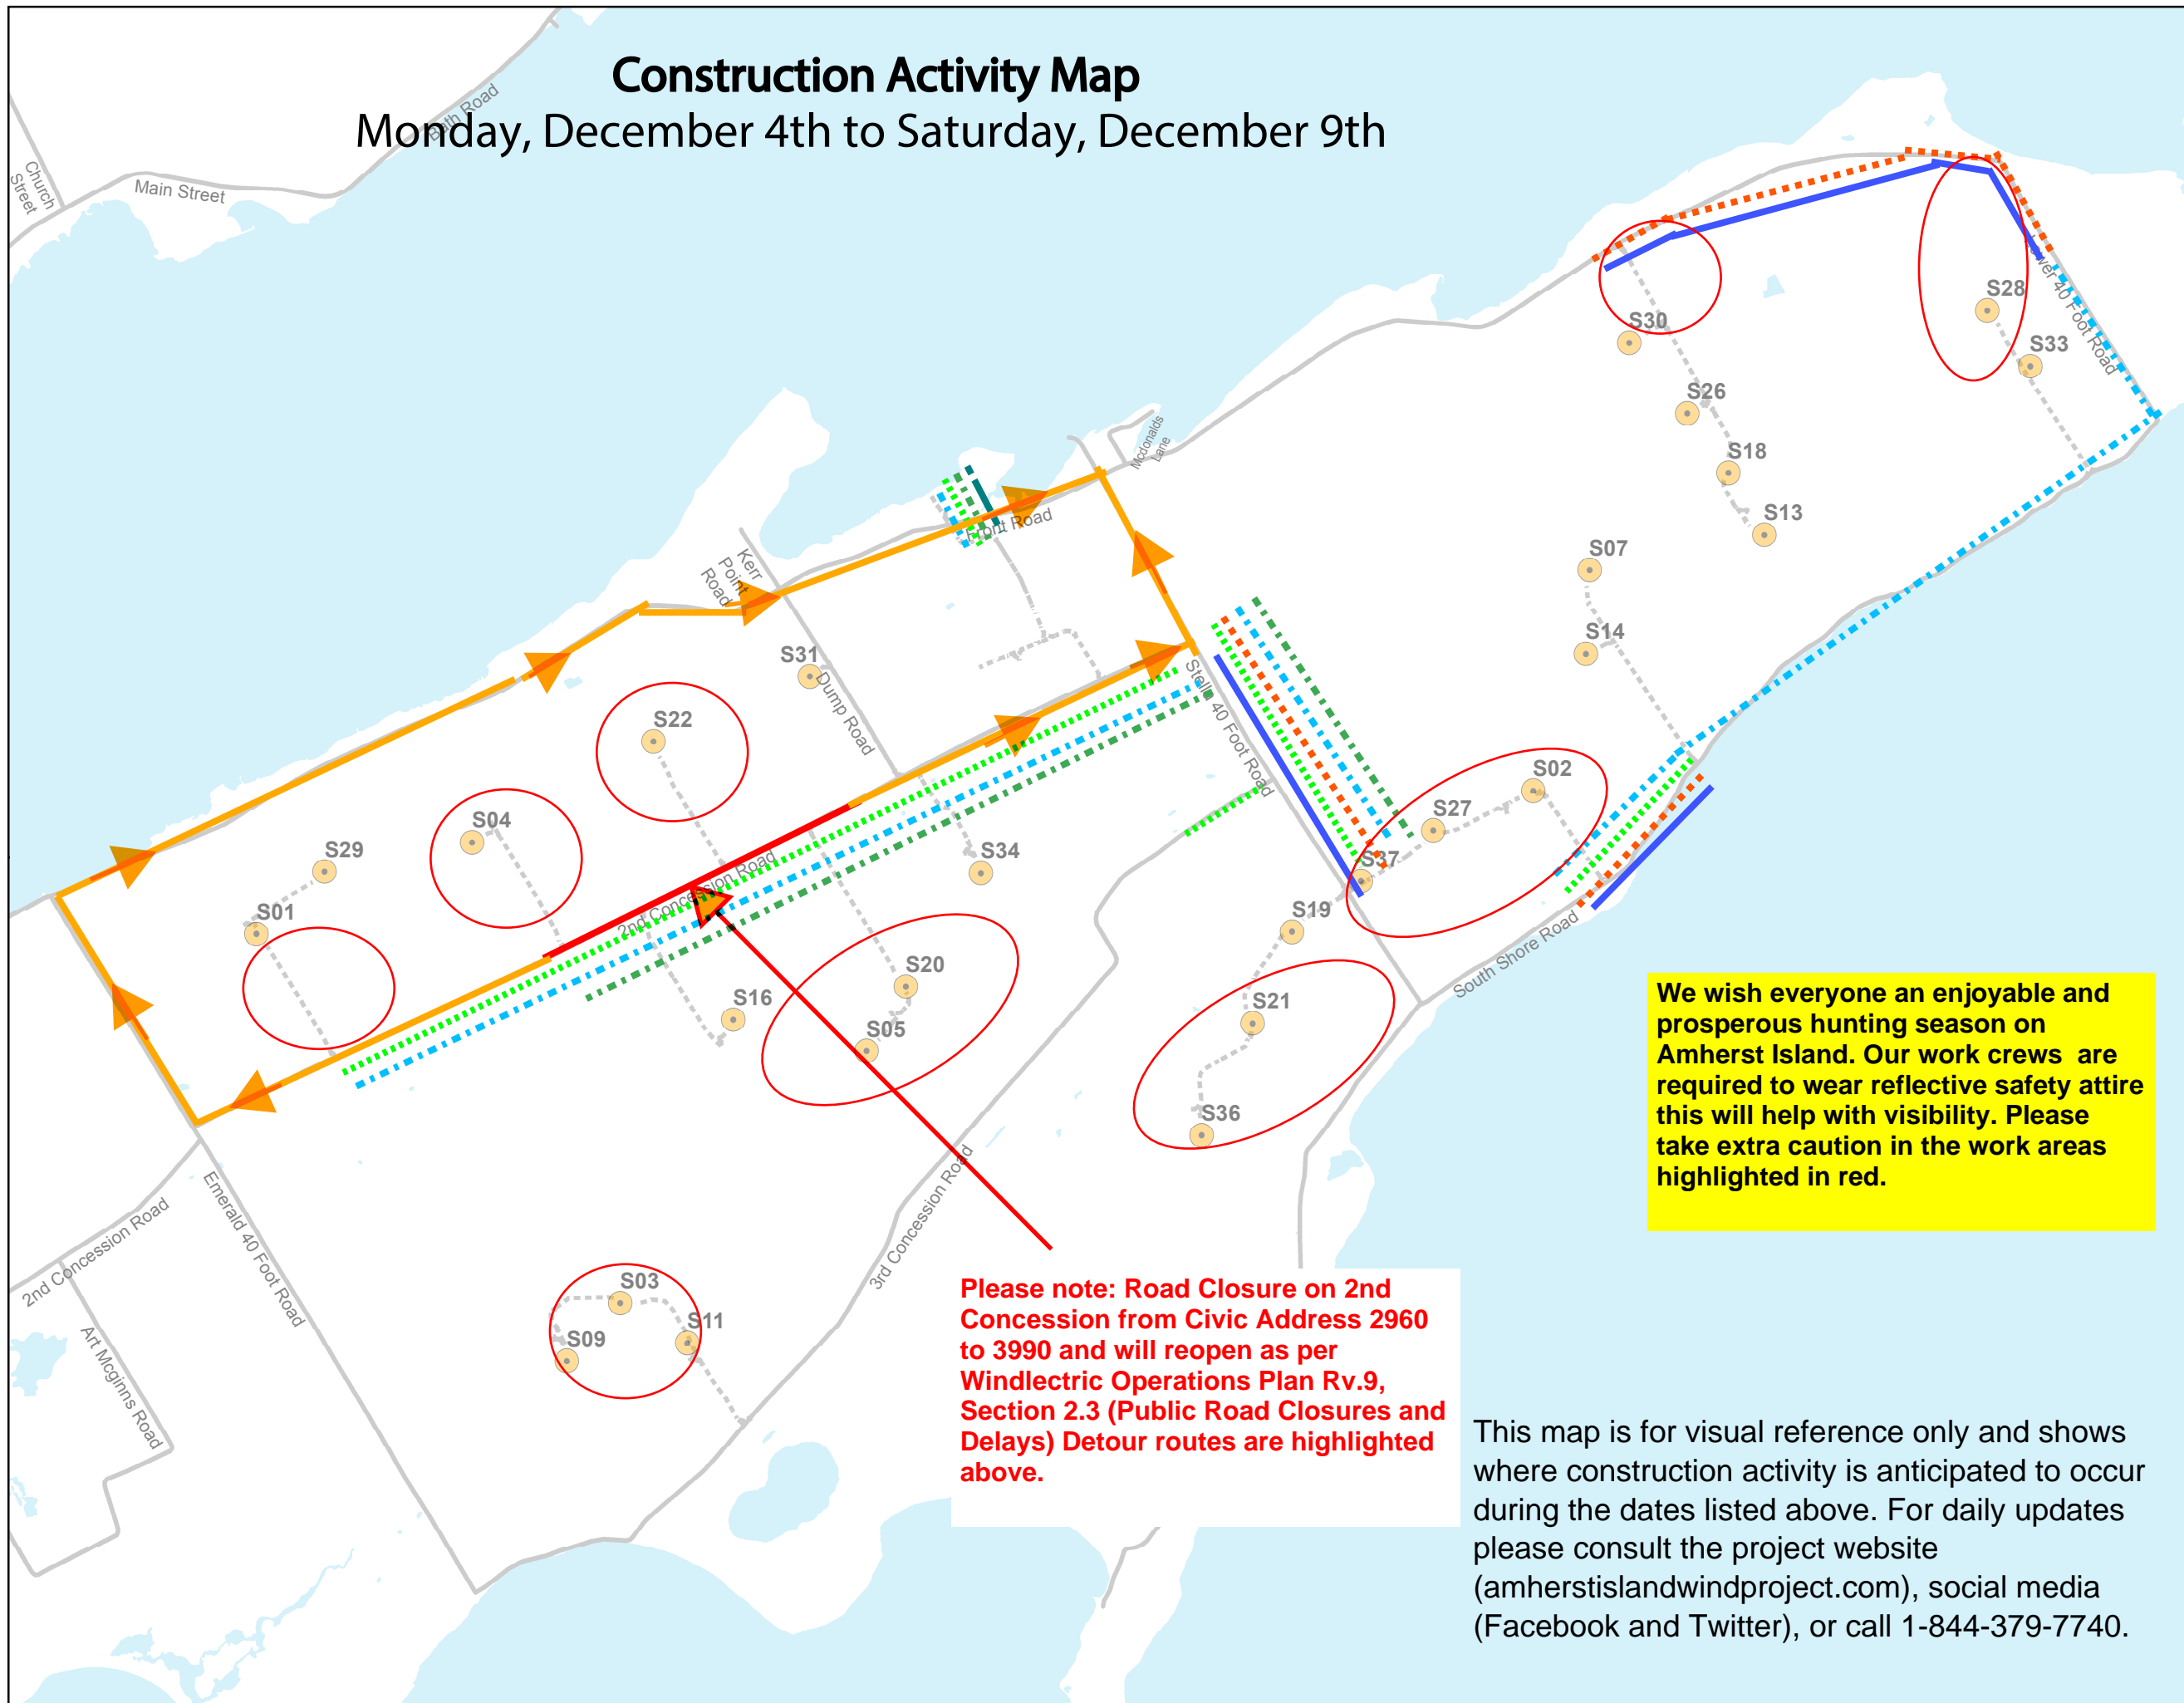 Construction Activity Map
Monday, December 4th to Saturday, December 9th
Bath Road
Church
Street
Main Street
Lower 40 Foot Road
S28
S33
S30
S26
S18
S13
S07
S14
Mcdonalds
Lane
Front Road
Kerr
Point
Road
S31
Dump Road
S22
Stella 40 Foot Road
S04
S29
S01
S34
S02
S27
S37
S19
2nd Concession Road
S20
S16
S05
S21
S36
South Shore Road
We wish everyone an enjoyable and
prosperous hunting season on
Amherst Island. Our work crews  are
required to wear reflective safety attire
this will help with visibility. Please
take extra caution in the work areas
highlighted in red.
2nd Concession Road
Emerald 40 Foot Road
3rd Concession Road
Art Mcginns Road
S03
S11
S09
Please note: Road Closure on 2nd
Concession from Civic Address 2960
to 3990 and will reopen as per
Windlectric Operations Plan Rv.9,
Section 2.3 (Public Road Closures and
Delays) Detour routes are highlighted
above.
This map is for visual reference only and shows
where construction activity is anticipated to occur
during the dates listed above. For daily updates
please consult the project website
(amherstislandwindproject.com), social media
(Facebook and Twitter), or call 1-844-379-7740.